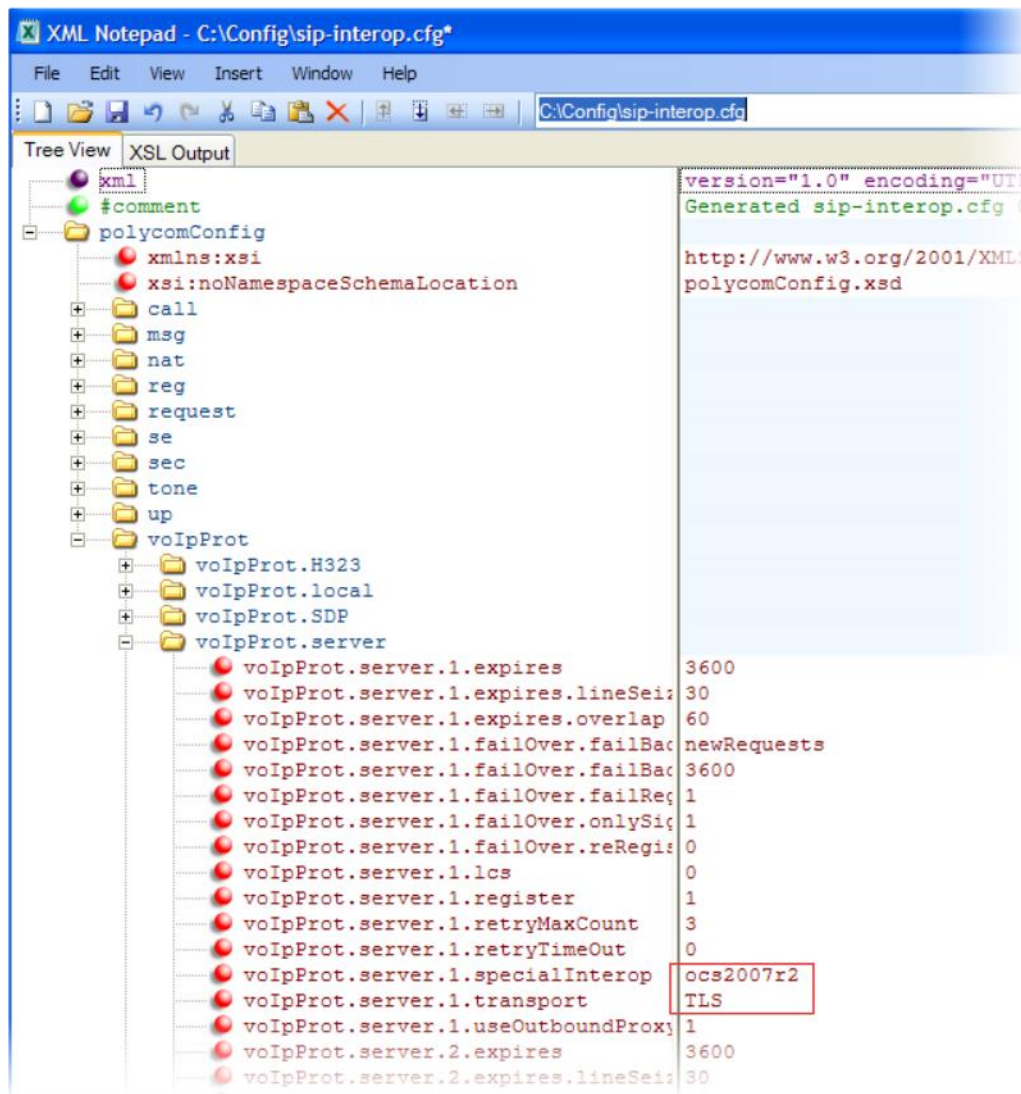 XML Notepad - C:\Config\sip-interop.cfg*
File Edit View Insert Window Help
C:\Config\sip-interop.cfg
Tree View XSL Output
xml version="1.0" encoding="UT
#comment Generated sip-interop.cfg
polycomConfig
xmlns:xsi http://www.w3.org/2001/XML
xsi:noNamespaceSchemaLocation polycomConfig.xsd
call
msg
nat
reg
request
se
sec
tone
up
voIpProt
voIpProt.H323
voIpProt.local
voIpProt.SDP
voIpProt.server
voIpProt.server.1.expires 3600
voIpProt.server.1.expires.lineSeiz 30
voIpProt.server.1.expires.overlap 60
voIpProt.server.1.failOver.failBac newRequests
voIpProt.server.1.failOver.failBac 3600
voIpProt.server.1.failOver.failReg 1
voIpProt.server.1.failOver.onlySig 1
voIpProt.server.1.failOver.reRegis 0
voIpProt.server.1.lcs 0
voIpProt.server.1.register 1
voIpProt.server.1.retryMaxCount 3
voIpProt.server.1.retryTimeOut 0
voIpProt.server.1.specialInterop ocs2007r2
voIpProt.server.1.transport TLS
voIpProt.server.1.useOutboundProxy 1
voIpProt.server.2.expires 3600
voIpProt.server.2.expires.lineSeiz 30